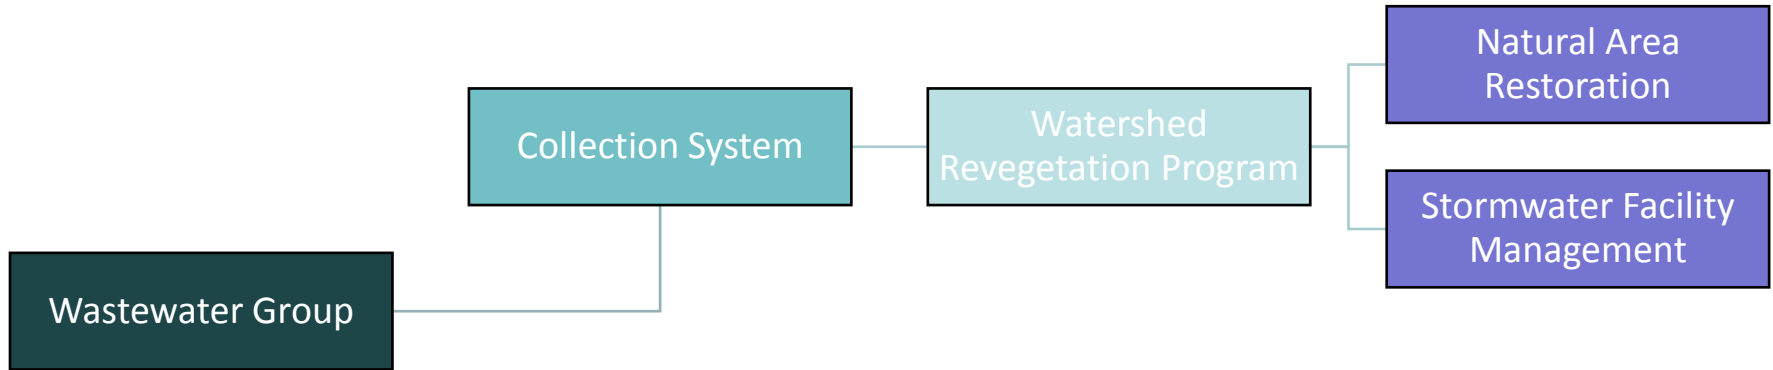 Wastewater Group
Collection System
Watershed
Revegetation Program
Natural Area
Restoration
Stormwater Facility
Management